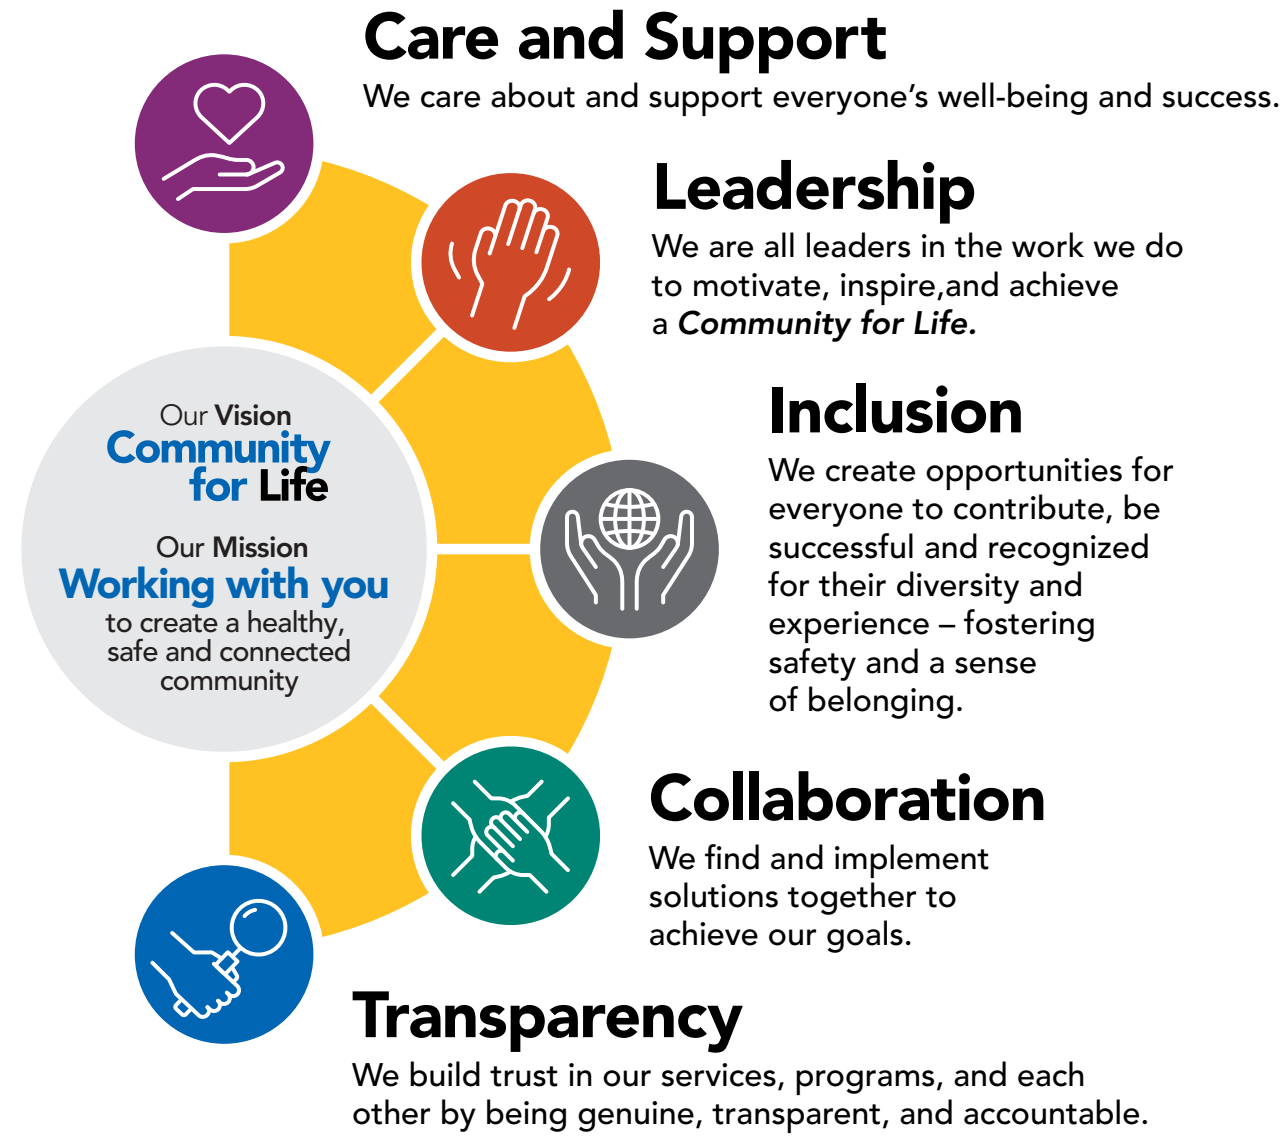 Care and Support
We care about and support everyone’s well-being and success.
Leadership
We are all leaders in the work we do
to motivate, inspire,and achieve
a Community for Life.
Our Vision
Community
for Life
Our Mission
Working with you
to create a healthy,
safe and connected
community
Inclusion
We create opportunities for
everyone to contribute, be
successful and recognized
for their diversity and
experience – fostering
safety and a sense
of belonging.
Collaboration
We find and implement
solutions together to
achieve our goals.
Transparency
We build trust in our services, programs, and each
other by being genuine, transparent, and accountable.